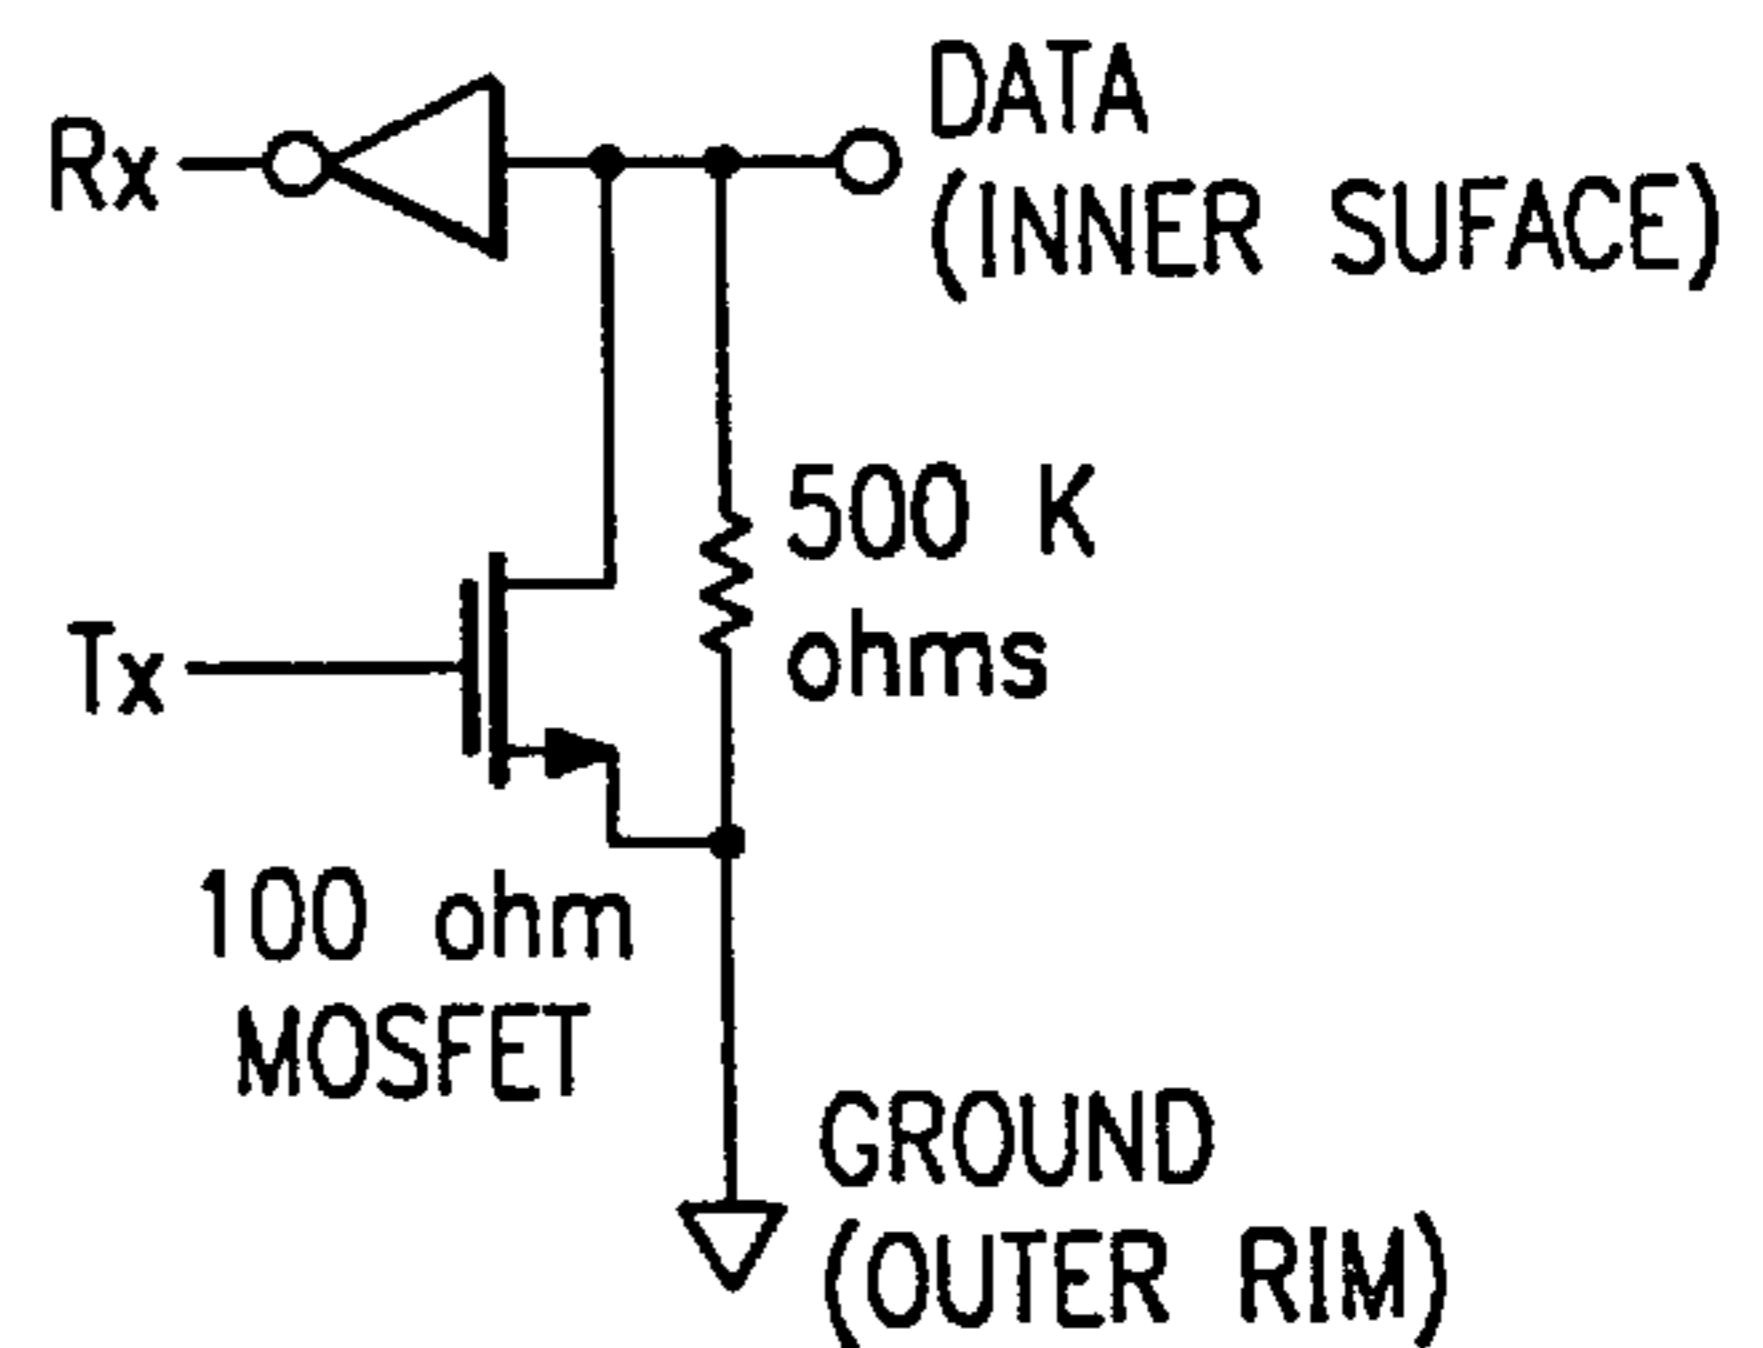 Rx
DATA
(INNER SUFACE)
500 K
ohms
Tx
100 ohm
MOSFET
GROUND
(OUTER RIM)